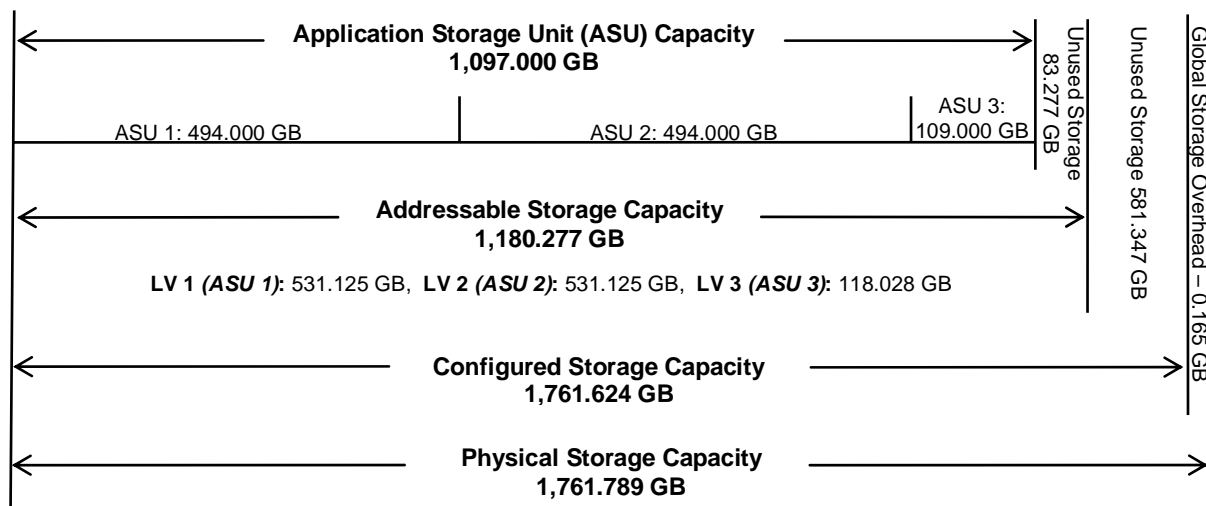 Application Storage Unit (ASU) Capacity
1,097.000 GB
ASU 1: 494.000 GB
ASU 2: 494.000 GB
ASU 3:
109.000 GB
Unused Storage
83.277 GB
Unused Storage 581.347 GB
Global Storage Overhead – 0.165 GB
Addressable Storage Capacity
1,180.277 GB
LV 1 (ASU 1): 531.125 GB, LV 2 (ASU 2): 531.125 GB, LV 3 (ASU 3): 118.028 GB
Configured Storage Capacity
1,761.624 GB
Physical Storage Capacity
1,761.789 GB